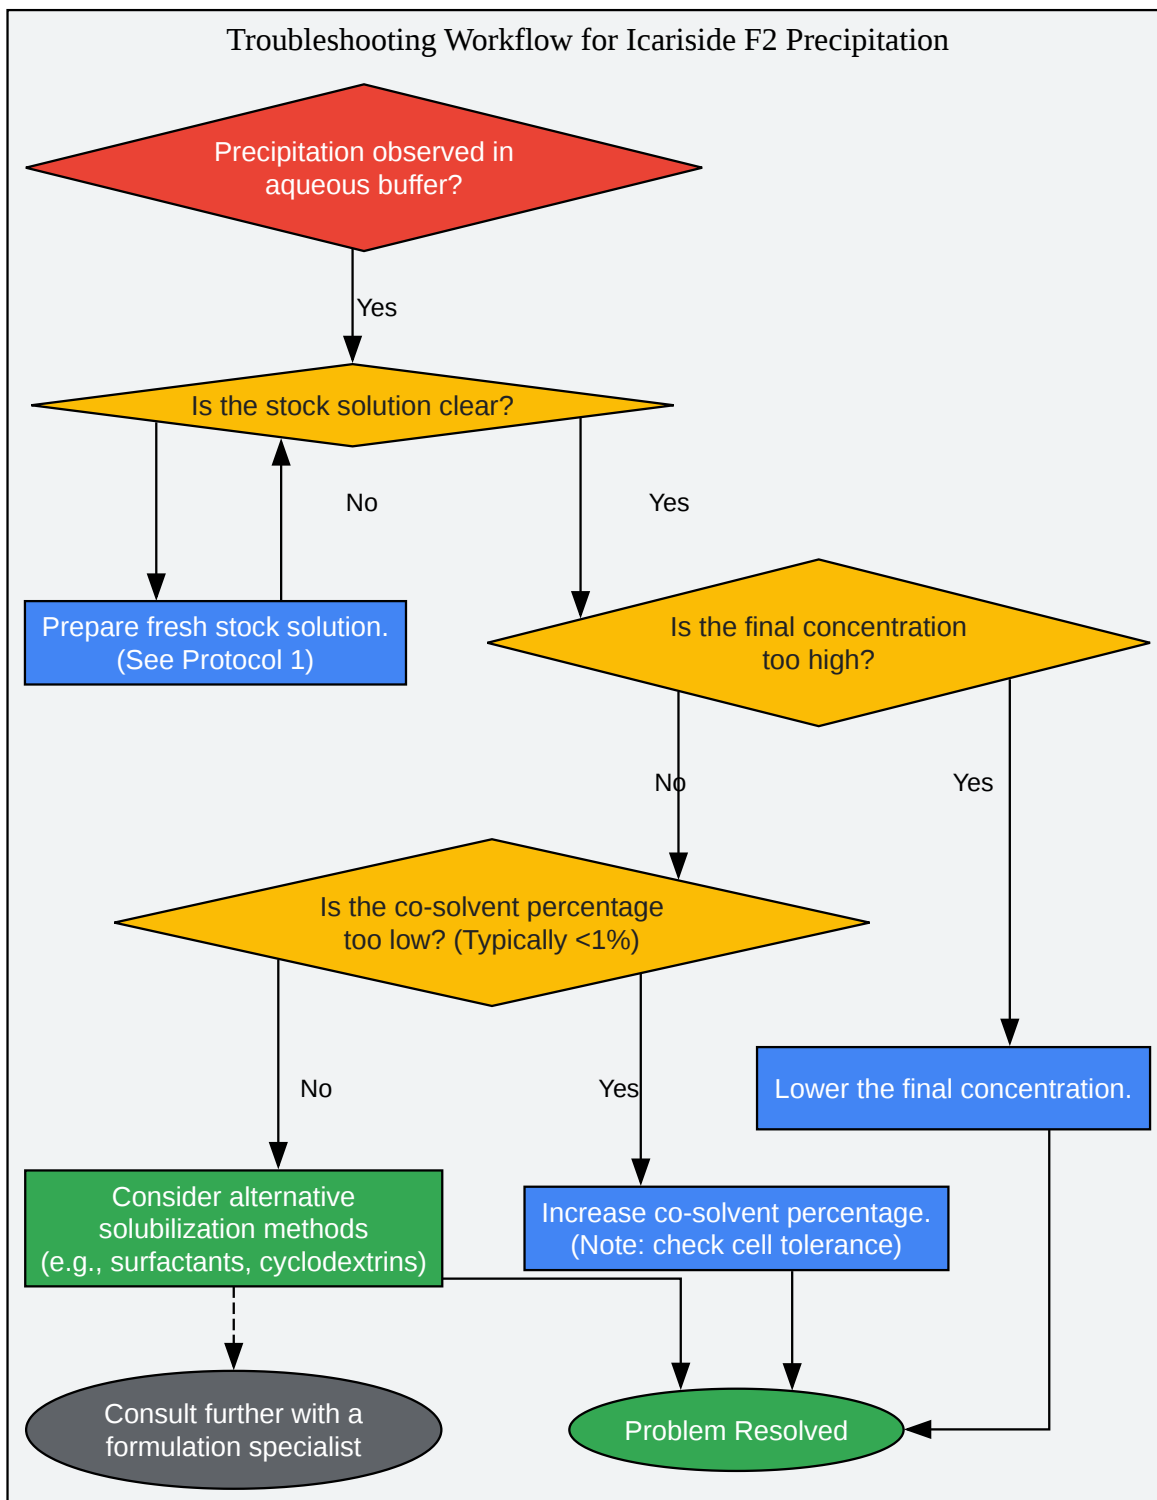 Troubleshooting Workflow for Icariside F2 Precipitation
Precipitation observed in
aqueous buffer?
Yes
Is the stock solution clear?
No
Yes
Prepare fresh stock solution.
(See Protocol 1)
Is the final concentration
too high?
No
Yes
Is the co-solvent percentage
too low? (Typically <1%)
No
Yes
Lower the final concentration.
Consider alternative
solubilization methods
(e.g., surfactants, cyclodextrins)
Increase co-solvent percentage.
(Note: check cell tolerance)
Consult further with a
formulation specialist
Problem Resolved